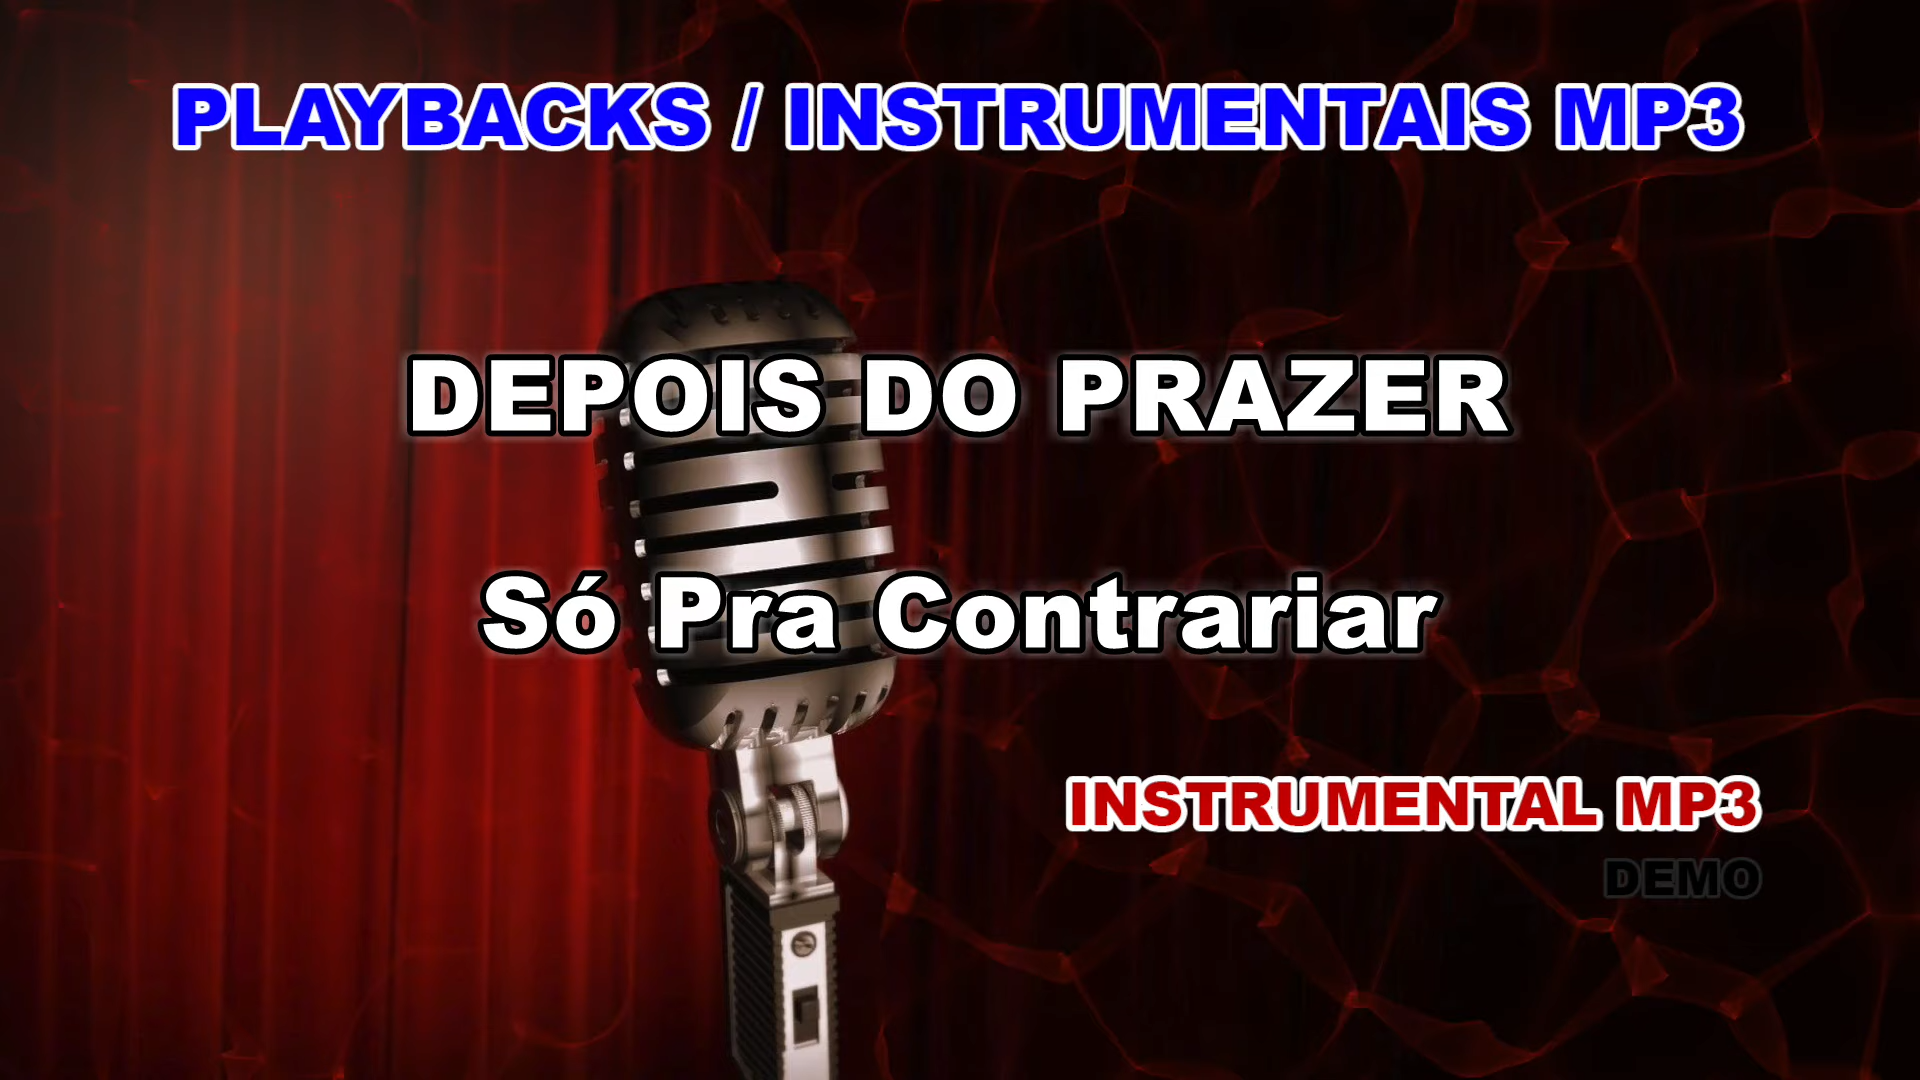 PLAYBACKS / INSTRUMENTAIS MP3
DEPOIS DO PRAZER
Só Pra Contrariar
INSTRUMENTAL MP3
DEMO